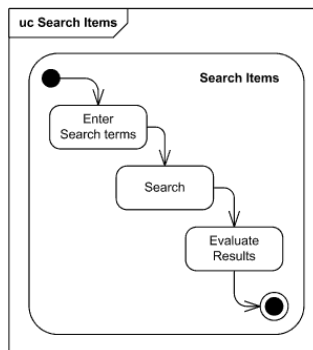 uc Search Items
Search Items
Enter
Search terms
Search
Evaluate
Results